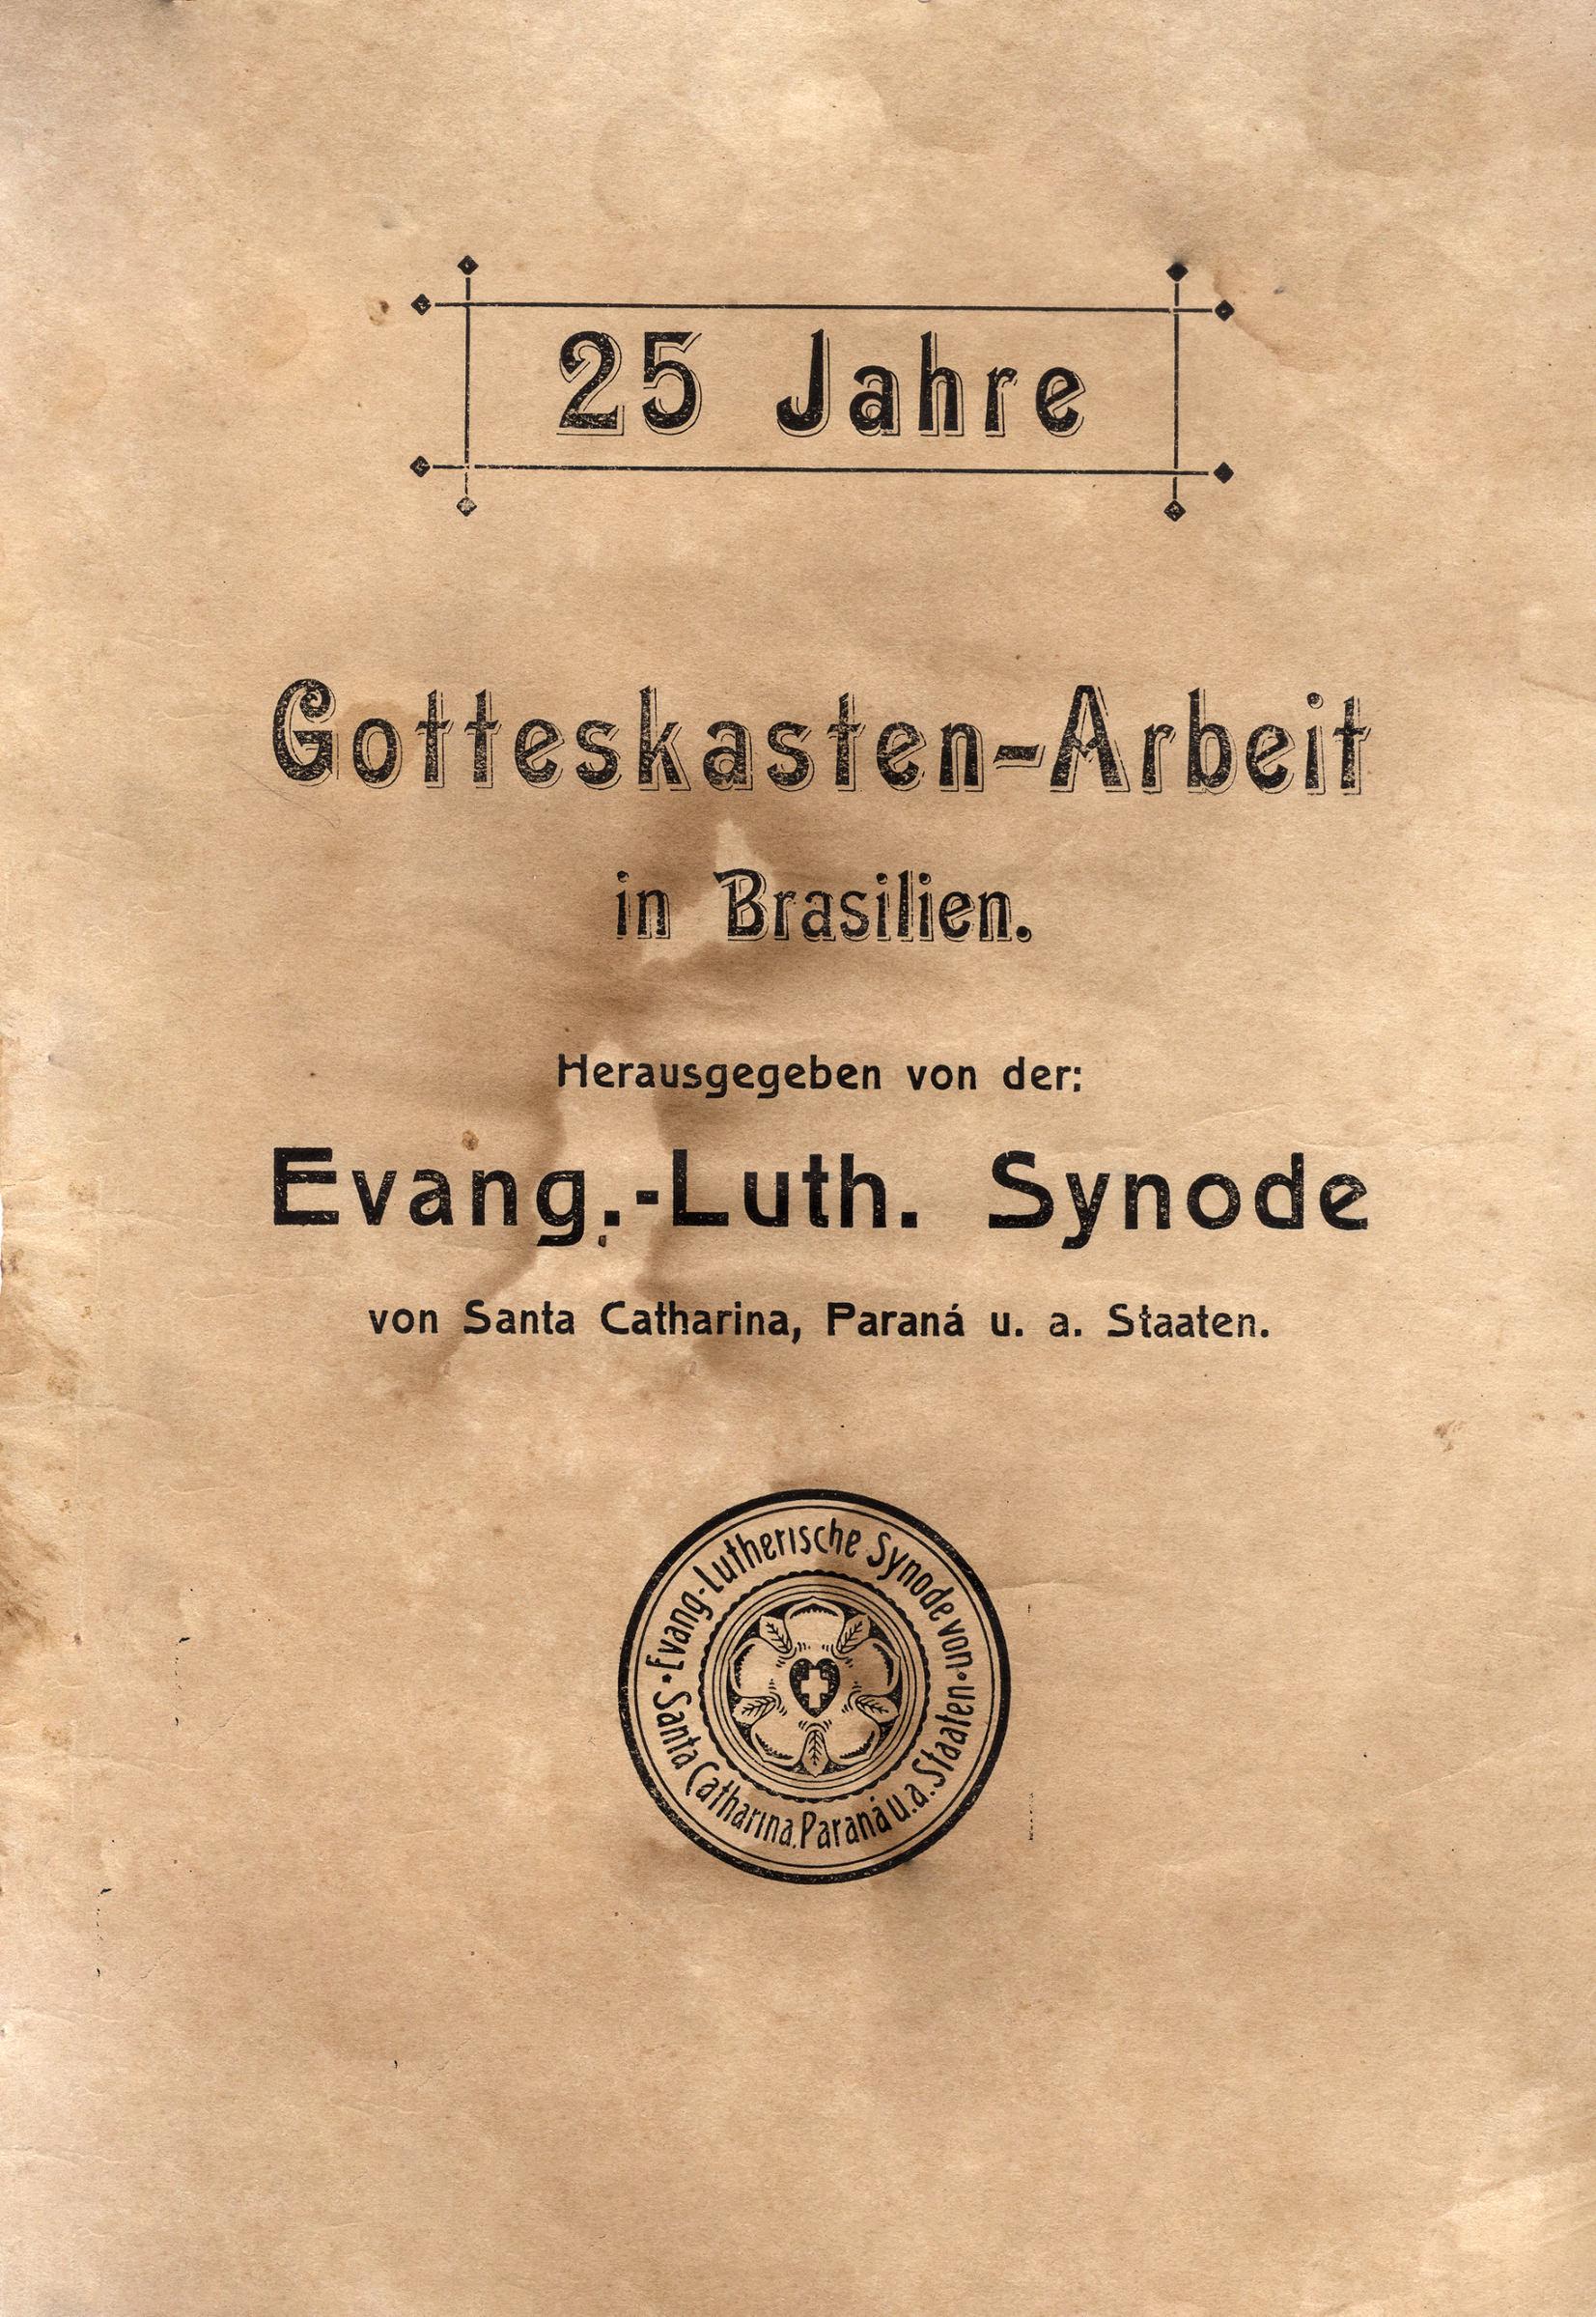 25 Jahre
Gotteskasten-Arbeit
in Brasilien.
Herausgegeben von der:
Evang.-Luth. Synode
von Santa Catharina, Paraná u. a. Staaten.
Evang.-Lutherische Synode von
Santa Catharina, Paraná u. a. Staaten